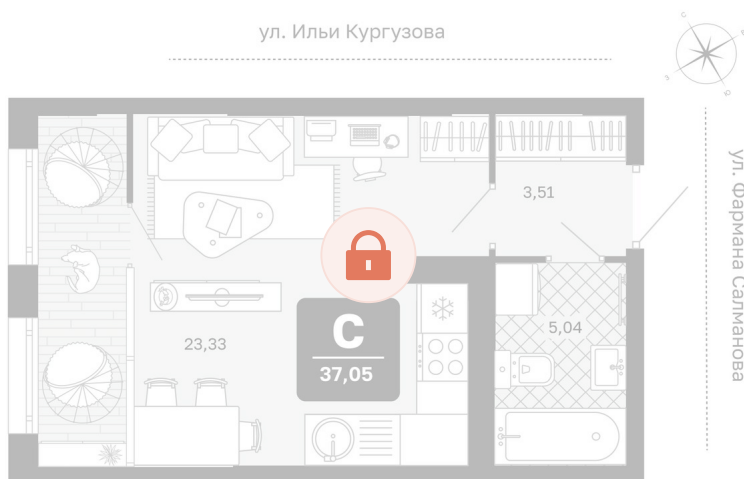 ул. Ильи Кургузова
С
В
З
Ю
ул. Фармана Салманова
3,51
5,04
23,33
С
37,05